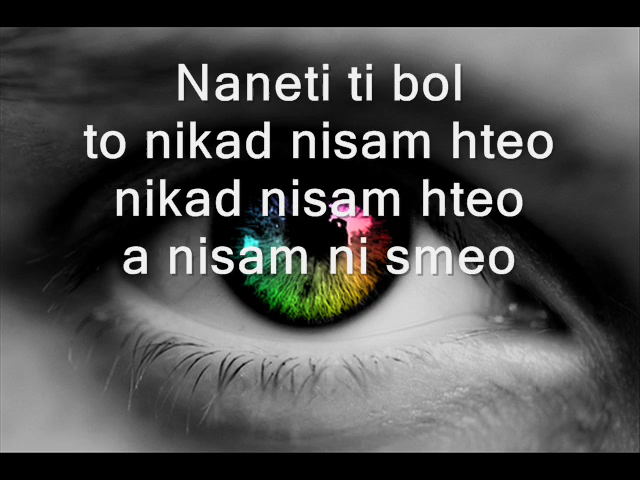 Naneti ti bol
to nikad nisam hteo
nikad nisam hteo
a nisam ni smeo